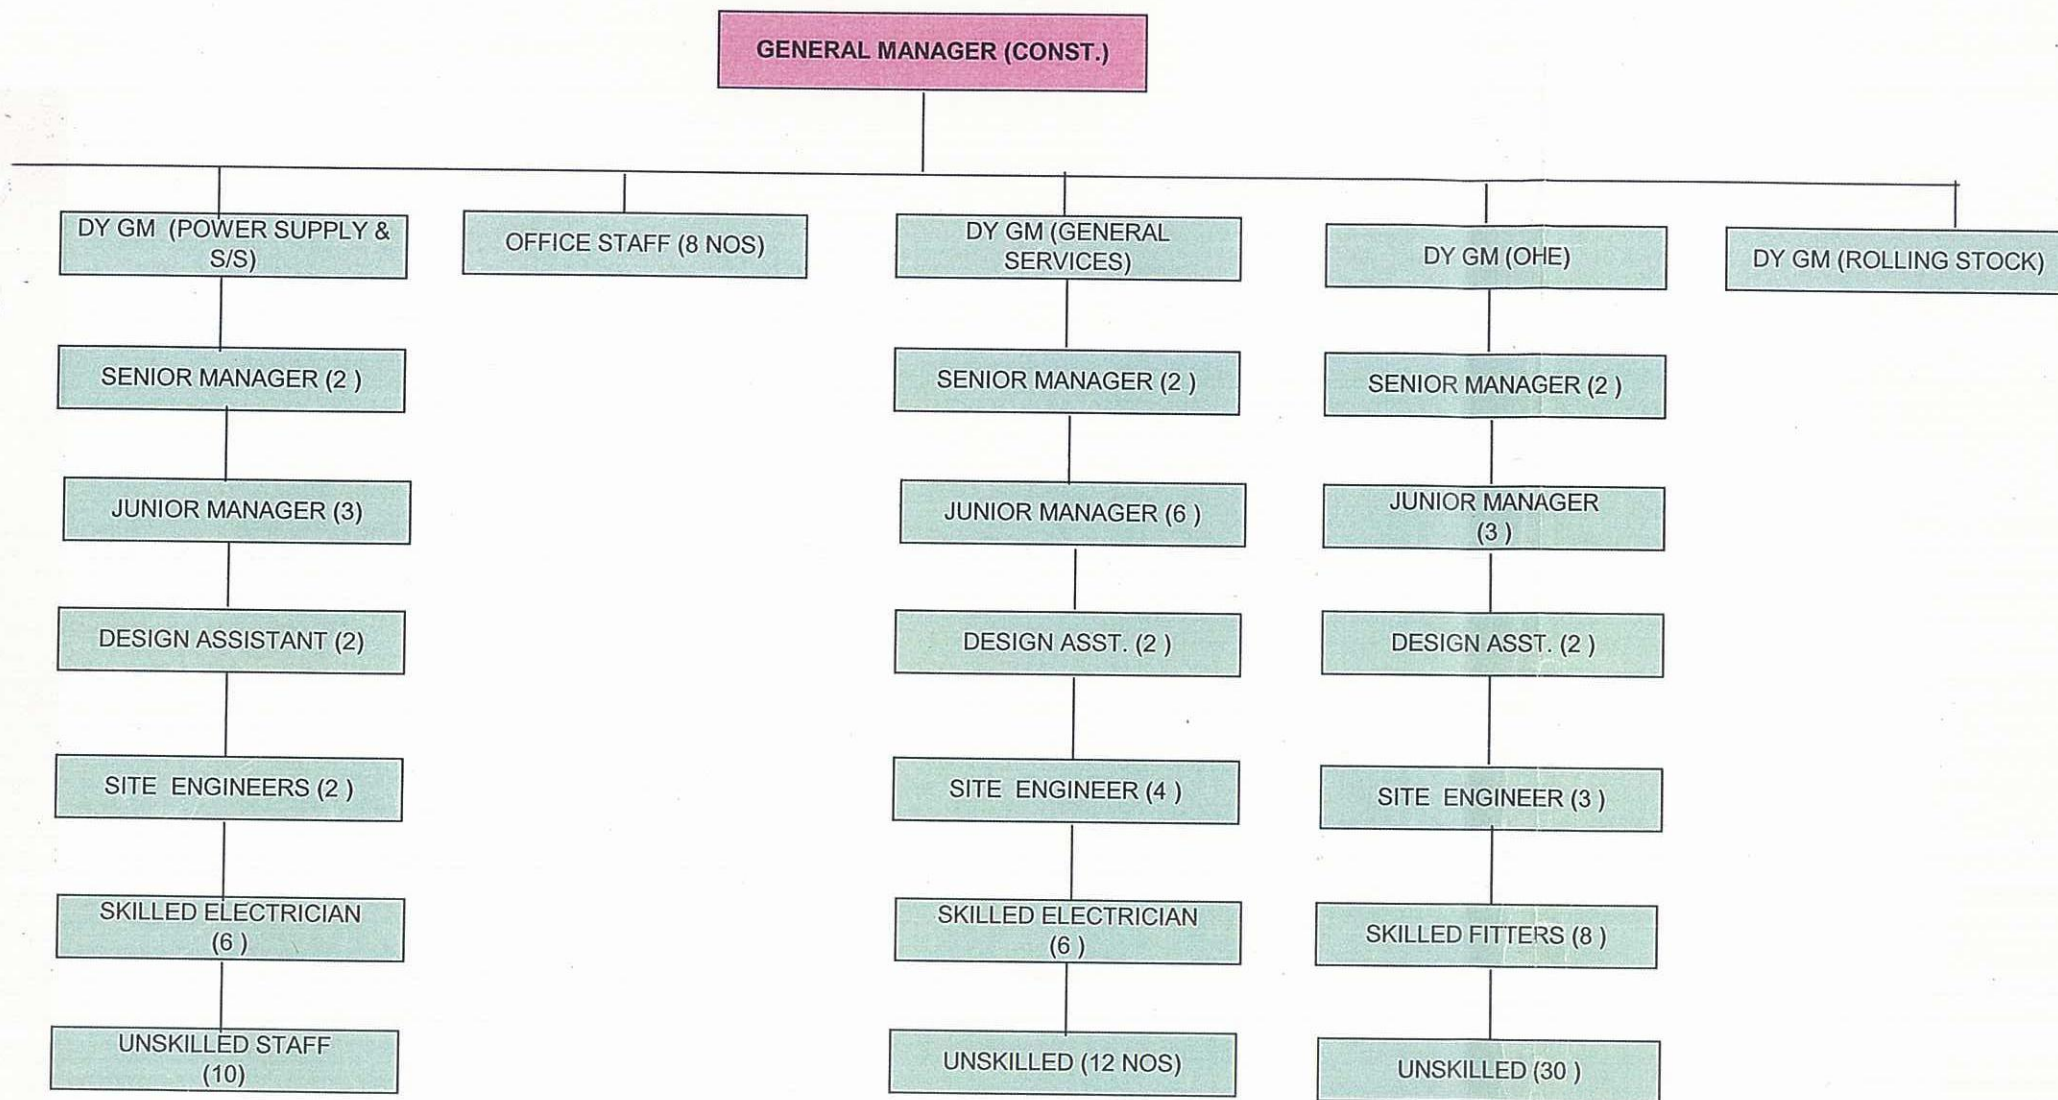 GENERAL MANAGER (CONST.)
DY GM (POWER SUPPLY &
S/S)
OFFICE STAFF (8 NOS)
DY GM (GENERAL
SERVICES)
DY GM (OHE)
DY GM (ROLLING STOCK)
SENIOR MANAGER (2 )
SENIOR MANAGER (2 )
SENIOR MANAGER (2 )
JUNIOR MANAGER (3)
JUNIOR MANAGER (6 )
JUNIOR MANAGER
(3 )
DESIGN ASSISTANT (2)
DESIGN ASST. (2 )
DESIGN ASST. (2 )
SITE ENGINEERS (2 )
SITE ENGINEER (4 )
SITE ENGINEER (3 )
SKILLED ELECTRICIAN
(6 )
SKILLED ELECTRICIAN
(6 )
SKILLED FITTERS (8 )
UNSKILLED STAFF
(10)
UNSKILLED (12 NOS)
UNSKILLED (30 )